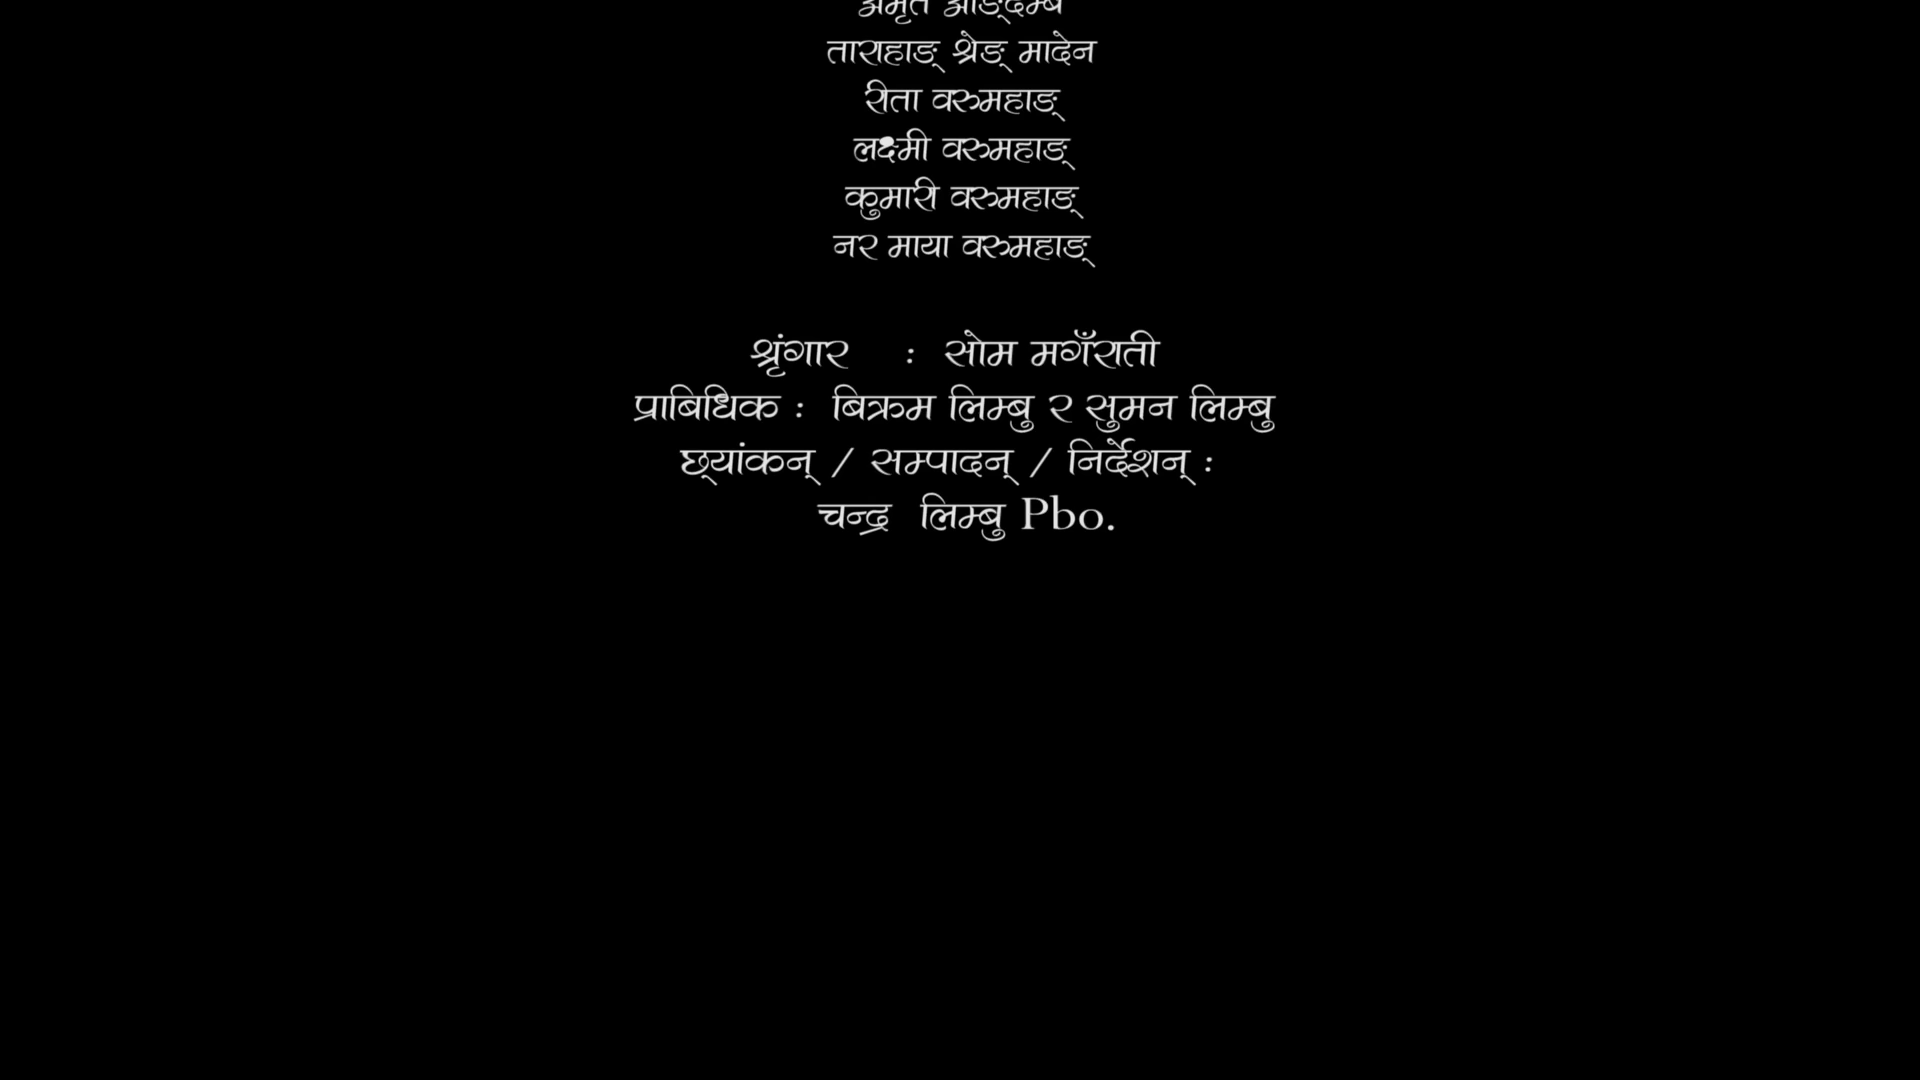 ताराहाङ् श्रेङ् मादेन
रीता वरुमहाङ्
लक्ष्मी वरुमहाङ्
कुमारी वरुमहाङ्
नर माया वरुमहाङ्
श्रृंगार : सोम मगँराती
प्राबिधिक : बिक्रम लिम्बु र सुमन लिम्बु
छ्यांकन् / सम्पादन् / निर्देशन् :
चन्द्र लिम्बु Pbo.